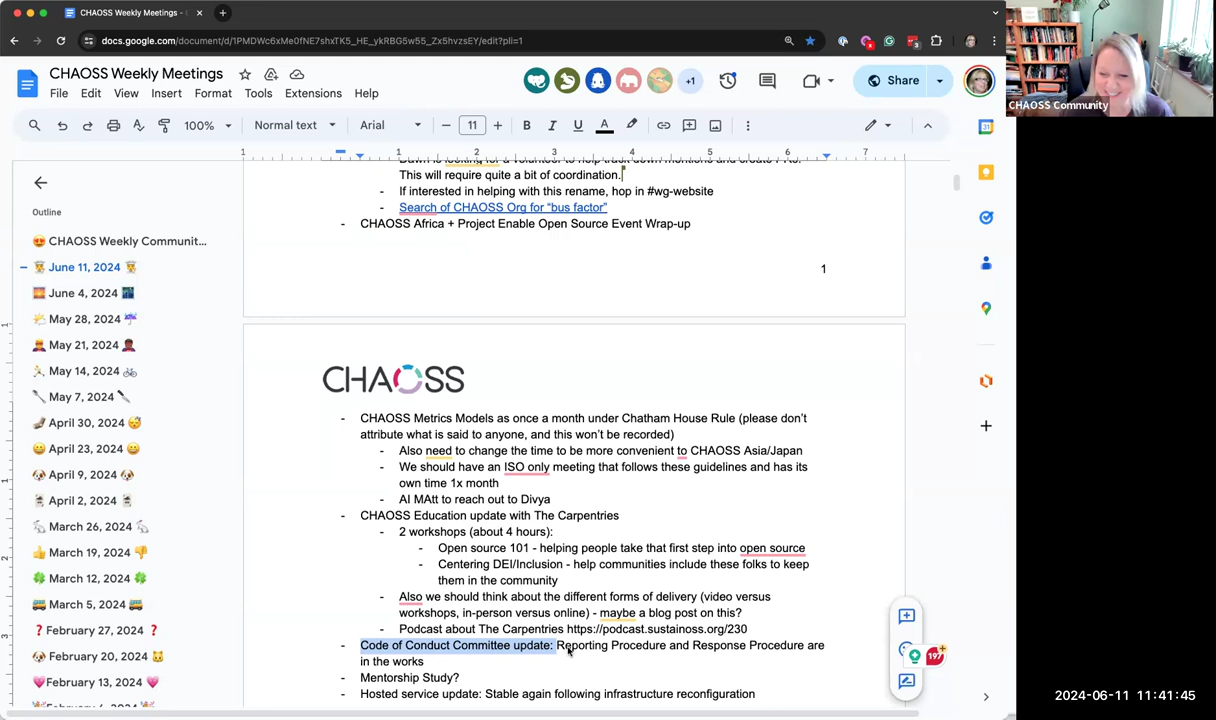 CHAOSS Weekly Meetings -
docs.google.com/document/d/1PMDWc6xMe0fNE7shxTK5_HE_ykRBG5w55_Zx5hvzsEY/edit?pli=1
CHAOSS Weekly Meetings
File Edit View Insert Format Tools Extensions Help
+1
Share
CHAOSS Community
100% Normal text Arial 11 B I U A
1 1 2 3 4 5 6 7
This will require quite a bit of coordination.
- If interested in helping with this rename, hop in #wg-website
- Search of CHAOSS Org for “bus factor”
- CHAOSS Africa + Project Enable Open Source Event Wrap-up
1
Outline
😍 CHAOSS Weekly Communit...
June 11, 2024
June 4, 2024
May 28, 2024
May 21, 2024
May 14, 2024
May 7, 2024
April 30, 2024
April 23, 2024
April 9, 2024
April 2, 2024
March 26, 2024
March 19, 2024
March 12, 2024
March 5, 2024
❓ February 27, 2024 ❓
February 20, 2024
February 13, 2024
CHAOSS
- CHAOSS Metrics Models as once a month under Chatham House Rule (please don’t
attribute what is said to anyone, and this won’t be recorded)
- Also need to change the time to be more convenient to CHAOSS Asia/Japan
- We should have an ISO only meeting that follows these guidelines and has its
own time 1x month
- AI MAtt to reach out to Divya
- CHAOSS Education update with The Carpentries
- 2 workshops (about 4 hours):
- Open source 101 - helping people take that first step into open source
- Centering DEI/Inclusion - help communities include these folks to keep
them in the community
- Also we should think about the different forms of delivery (video versus
workshops, in-person versus online) - maybe a blog post on this?
- Podcast about The Carpentries https://podcast.sustainoss.org/230
- Code of Conduct Committee update: Reporting Procedure and Response Procedure are
in the works
- Mentorship Study?
- Hosted service update: Stable again following infrastructure reconfiguration
197
2024-06-11 11:41:45